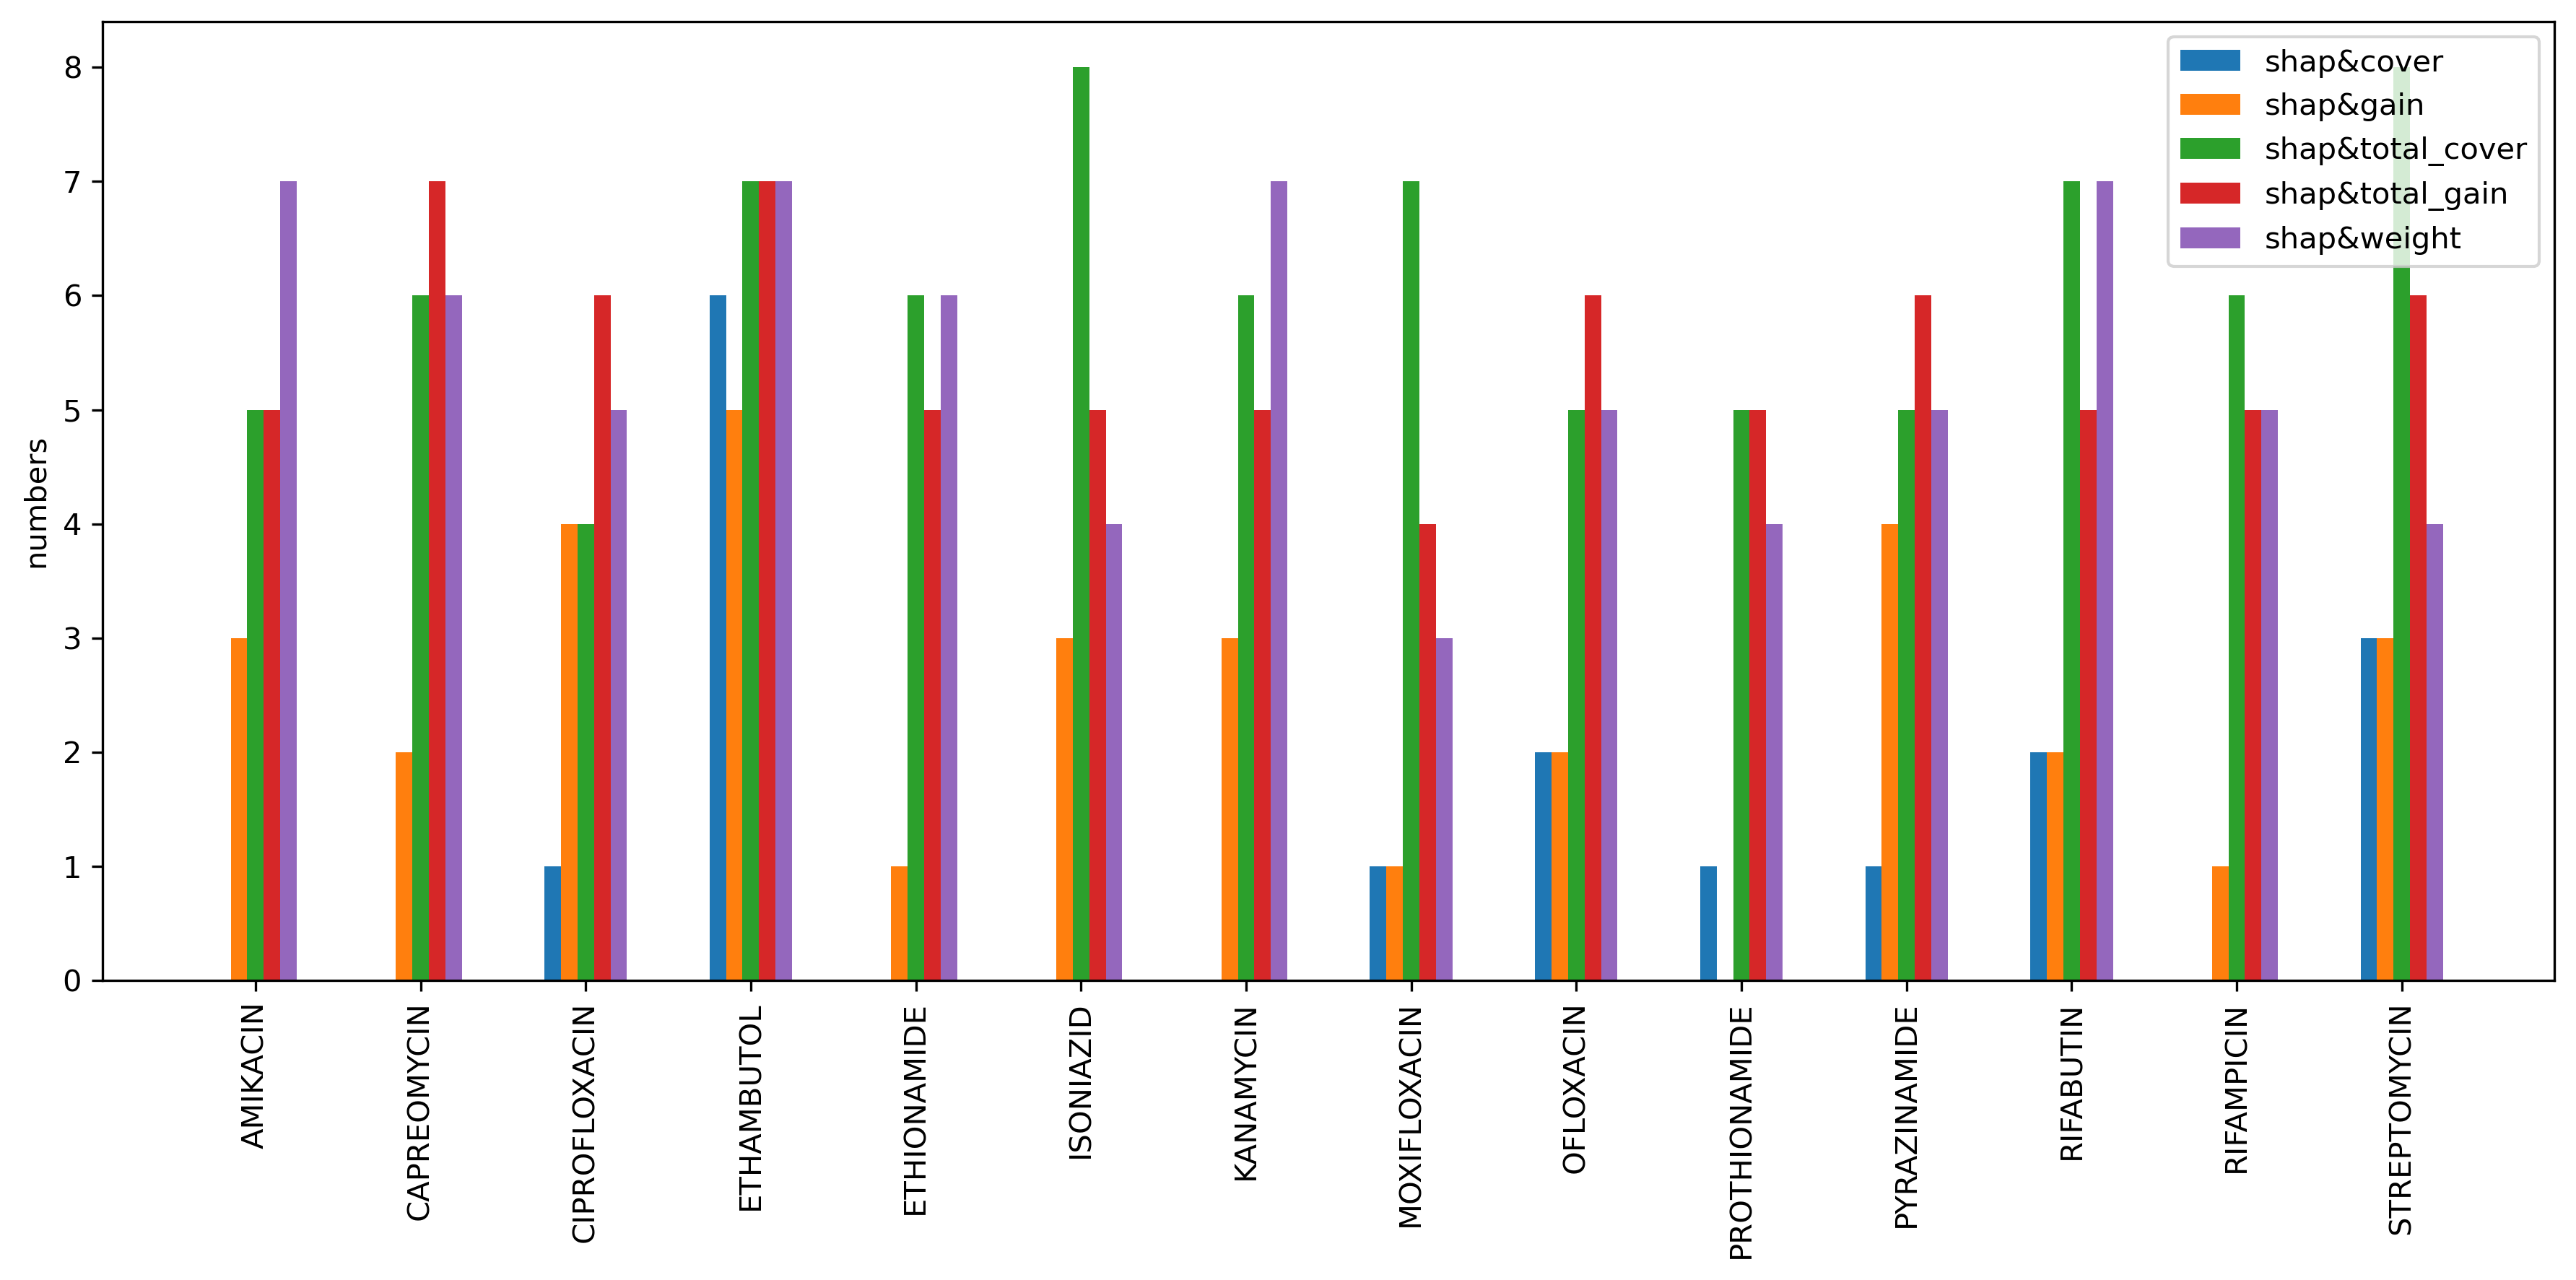 8
7
6
5
4
3
2
1
0
numbers
shap&cover
shap&gain
shap&total_cover
shap&total_gain
shap&weight
AMIKACIN
CAPREOMYCIN
CIPROFLOXACIN
ETHAMBUTOL
ETHIONAMIDE
ISONIAZID
KANAMYCIN
MOXIFLOXACIN
OFLOXACIN
PROTHIONAMIDE
PYRAZINAMIDE
RIFABUTIN
RIFAMPICIN
STREPTOMYCIN